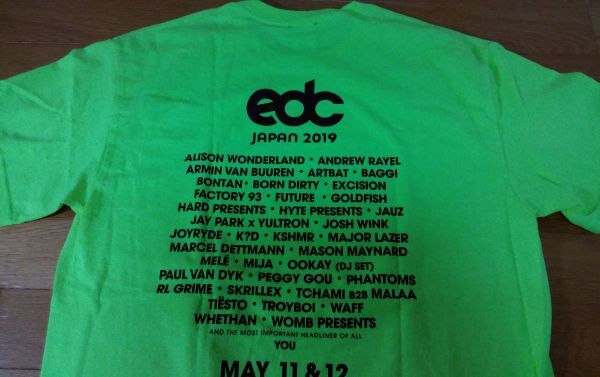 edc
JAPAN 2019
ALISON WONDERLAND • ANDREW RAYEL
ARMIN VAN BUUREN • ARTBAT • BAGGI
BONTAN • BORN DIRTY • EXCISION
FACTORY 93 • FUTURE • GOLDFISH
HARD PRESENTS • HYTE PRESENTS • JAUZ
JAY PARK x YULTRON • JOSH WINK
JOYRYDE • K?D • KSHMR • MAJOR LAZER
MARCEL DETTMANN • MASON MAYNARD
MELÉ • MIJA • OOKAY (DJ SET)
PAUL VAN DYK • PEGGY GOU • PHANTOMS
RL GRIME • SKRILLEX • TCHAMI B2B MALAA
TIËSTO • TROYBOI • WAFF
WHETHAN • WOMB PRESENTS
AND THE MOST IMPORTANT HEADLINER OF ALL
YOU
MAY 11 & 12